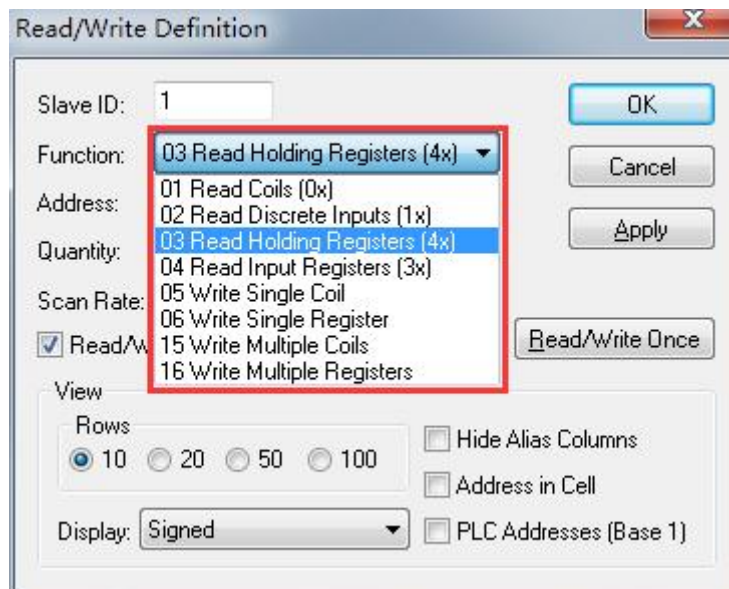 Read/Write Definition
Slave ID: 1
OK
Function: 03 Read Holding Registers (4x)
Cancel
01 Read Coils (0x)
Address:
02 Read Discrete Inputs (1x)
Apply
03 Read Holding Registers (4x)
Quantity:
04 Read Input Registers (3x)
05 Write Single Coil
Scan Rate:
06 Write Single Register
Read/W
15 Write Multiple Coils
Read/Write Once
16 Write Multiple Registers
View
Rows
10 20 50 100
Hide Alias Columns
Address in Cell
Display: Signed
PLC Addresses (Base 1)